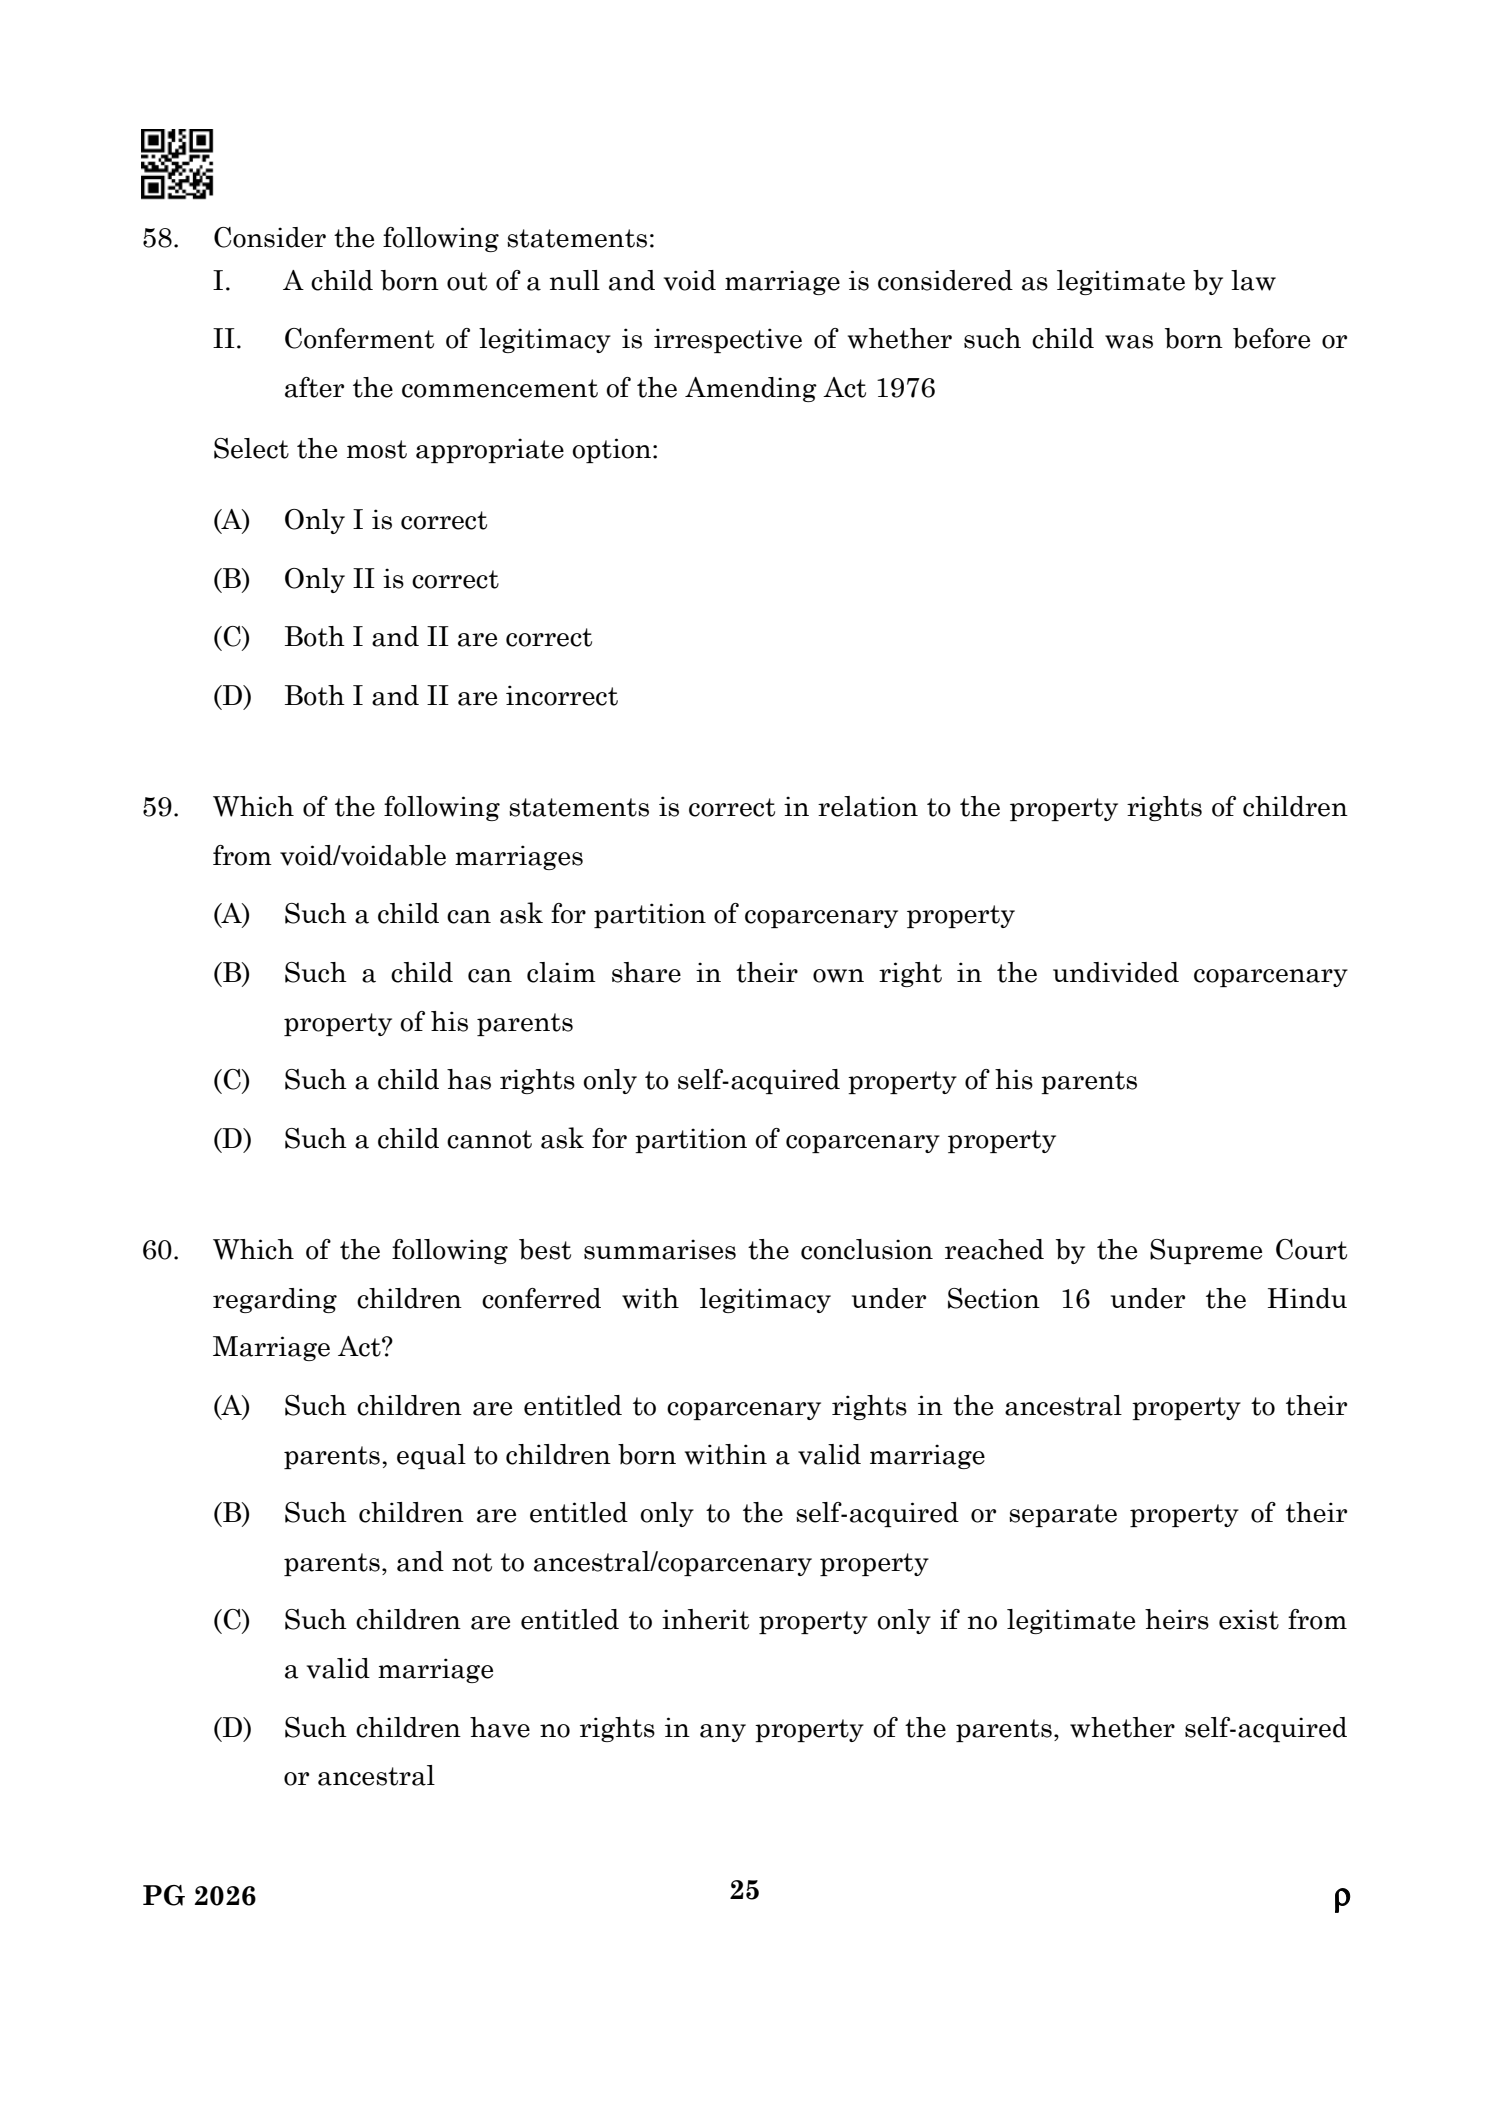 58. Consider the following statements:
I. A child born out of a null and void marriage is considered as legitimate by law
II. Conferment of legitimacy is irrespective of whether such child was born before or
after the commencement of the Amending Act 1976
Select the most appropriate option:
(A) Only I is correct
(B) Only II is correct
(C) Both I and II are correct
(D) Both I and II are incorrect
59. Which of the following statements is correct in relation to the property rights of children
from void/voidable marriages
(A) Such a child can ask for partition of coparcenary property
(B) Such a child can claim share in their own right in the undivided coparcenary
property of his parents
(C) Such a child has rights only to self-acquired property of his parents
(D) Such a child cannot ask for partition of coparcenary property
60. Which of the following best summarises the conclusion reached by the Supreme Court
regarding children conferred with legitimacy under Section 16 under the Hindu
Marriage Act?
(A) Such children are entitled to coparcenary rights in the ancestral property to their
parents, equal to children born within a valid marriage
(B) Such children are entitled only to the self-acquired or separate property of their
parents, and not to ancestral/coparcenary property
(C) Such children are entitled to inherit property only if no legitimate heirs exist from
a valid marriage
(D) Such children have no rights in any property of the parents, whether self-acquired
or ancestral
PG 2026 25 ρ